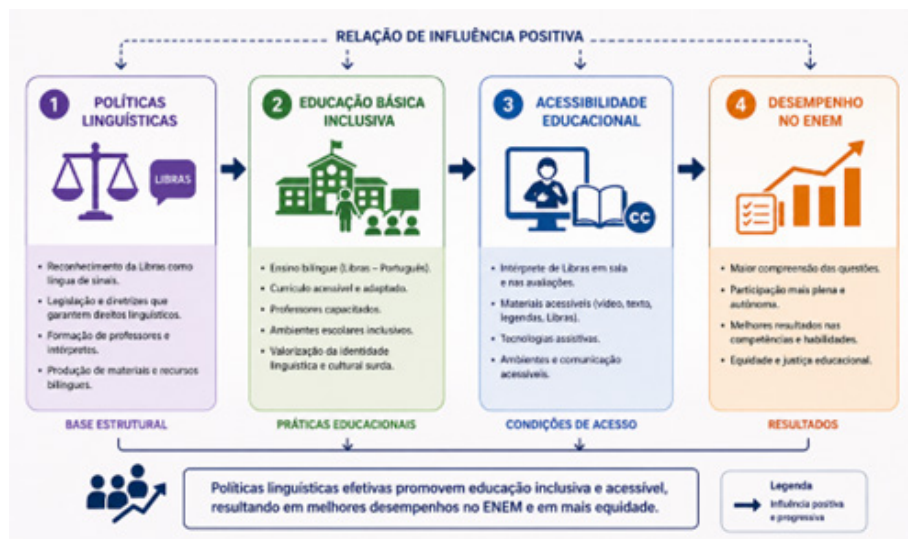 RELAÇÃO DE INFLUÊNCIA POSITIVA
1
POLÍTICAS
LINGUÍSTICAS
LIBRAS
• Reconhecimento da Libras como
língua de sinais.
• Legislação e diretrizes que
garantem direitos linguísticos.
• Formação de professores e
intérpretes.
• Produção de materiais e recursos
bilíngues.
BASE ESTRUTURAL
2
EDUCAÇÃO BÁSICA
INCLUSIVA
• Ensino bilíngue (Libras – Português).
• Currículo acessível e adaptado.
• Professores capacitados.
• Ambientes escolares inclusivos.
• Valorização da identidade
linguística e cultural surda.
PRÁTICAS EDUCACIONAIS
3
ACESSIBILIDADE
EDUCACIONAL
CC
• Intérprete de Libras em sala
e nas avaliações.
• Materiais acessíveis (vídeo, texto,
legendas, Libras).
• Tecnologias assistivas.
• Ambientes e comunicação
acessíveis.
CONDIÇÕES DE ACESSO
4
DESEMPENHO
NO ENEM
• Maior compreensão das questões.
• Participação mais plena e
autônoma.
• Melhores resultados nas
competências e habilidades.
• Equidade e justiça educacional.
RESULTADOS
Políticas linguísticas efetivas promovem educação inclusiva e acessível,
resultando em melhores desempenhos no ENEM e em mais equidade.
Legenda
Influência positiva
e progressiva